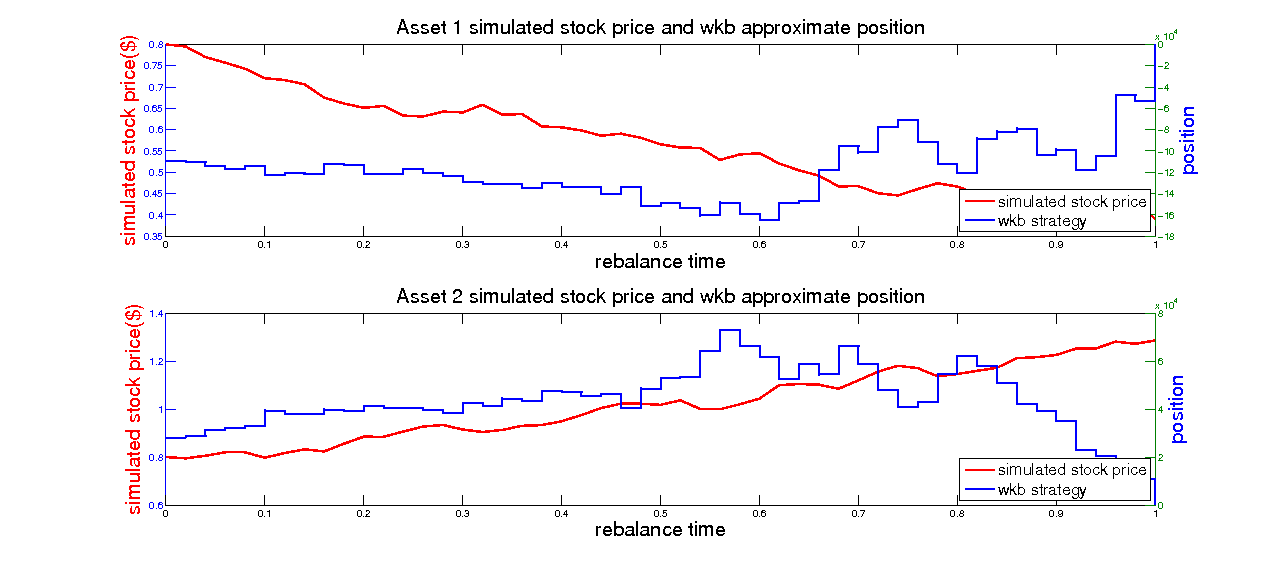 Asset 1 simulated stock price and wkb approximate position
x 10^4
simulated stock price($)
0.8
0.75
0.7
0.65
0.6
0.55
0.5
0.45
0.4
0.35
0
-2
-4
-6
-8
-10
-12
-14
-16
-18
position
simulated stock price
wkb strategy
0 0.1 0.2 0.3 0.4 0.5 0.6 0.7 0.8 0.9 1
rebalance time
Asset 2 simulated stock price and wkb approximate position
x 10^4
simulated stock price($)
1.4
1.2
1
0.8
0.6
8
6
4
2
0
position
simulated stock price
wkb strategy
0 0.1 0.2 0.3 0.4 0.5 0.6 0.7 0.8 0.9 1
rebalance time